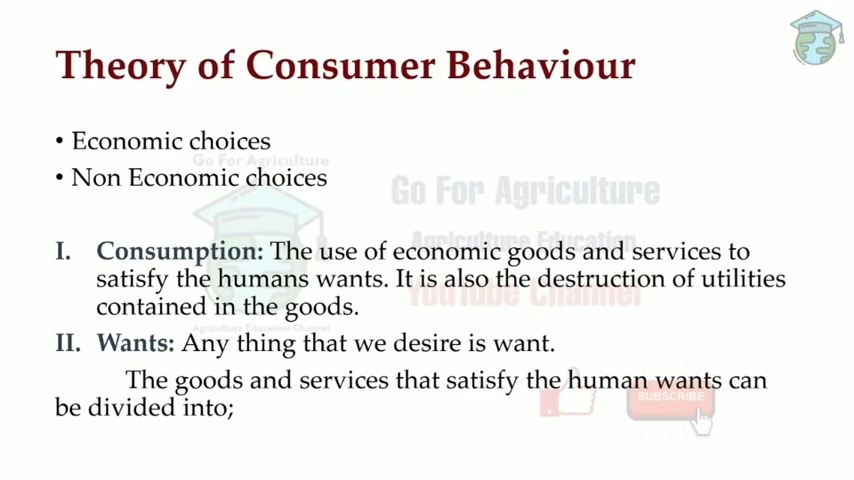 Theory of Consumer Behaviour
• Economic choices
Go For Agriculture
• Non Economic choices
Go For Agriculture
Agriculture Education
I. Consumption: The use of economic goods and services to
satisfy the humans wants. It is also the destruction of utilities
YouTube Channel
contained in the goods.
Agriculture Education Channel
II. Wants: Any thing that we desire is want.
The goods and services that satisfy the human wants can
SUBSCRIBE
be divided into;